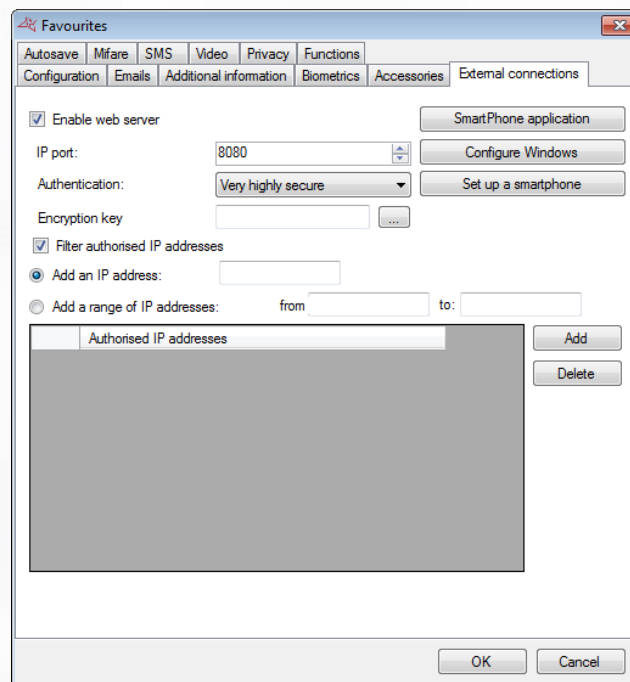 Favourites
Autosave Mifare SMS Video Privacy Functions
Configuration Emails Additional information Biometrics Accessories External connections
Enable web server SmartPhone application
IP port: 8080 Configure Windows
Authentication: Very highly secure Set up a smartphone
Encryption key ...
Filter authorised IP addresses
Add an IP address:
Add a range of IP addresses: from to:
Authorised IP addresses Add
Delete
OK Cancel